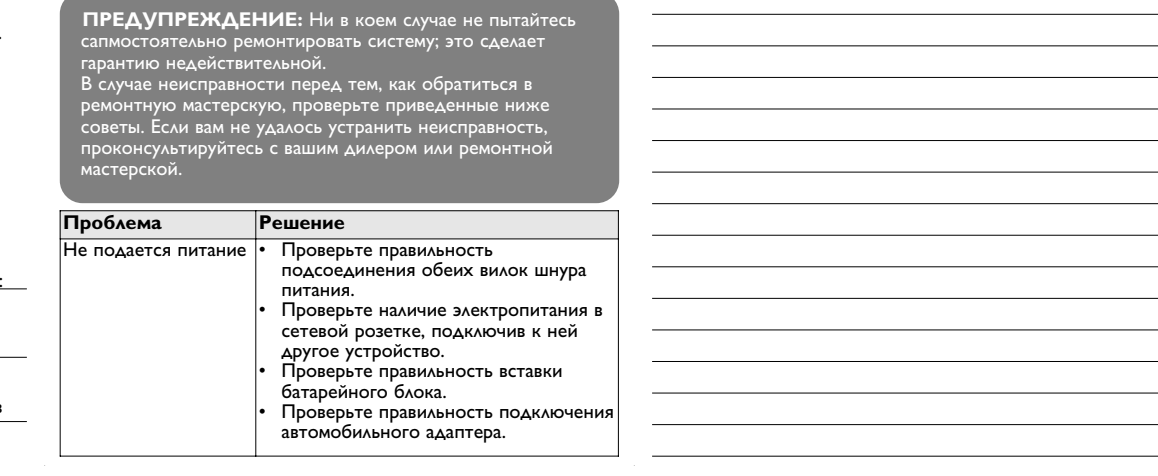 ПРЕДУПРЕЖДЕНИЕ: Ни в коем случае не пытайтесь
сапмостоятельно ремонтировать систему; это сделает
гарантию недействительной.
В случае неисправности перед тем, как обратиться в
ремонтную мастерскую, проверьте приведенные ниже
советы. Если вам не удалось устранить неисправность,
проконсультируйтесь с вашим дилером или ремонтной
мастерской.
Проблема Решение
Не подается питание • Проверьте правильность
подсоединения обеих вилок шнура
питания.
• Проверьте наличие электропитания в
сетевой розетке, подключив к ней
другое устройство.
• Проверьте правильность вставки
батарейного блока.
• Проверьте правильность подключения
автомобильного адаптера.